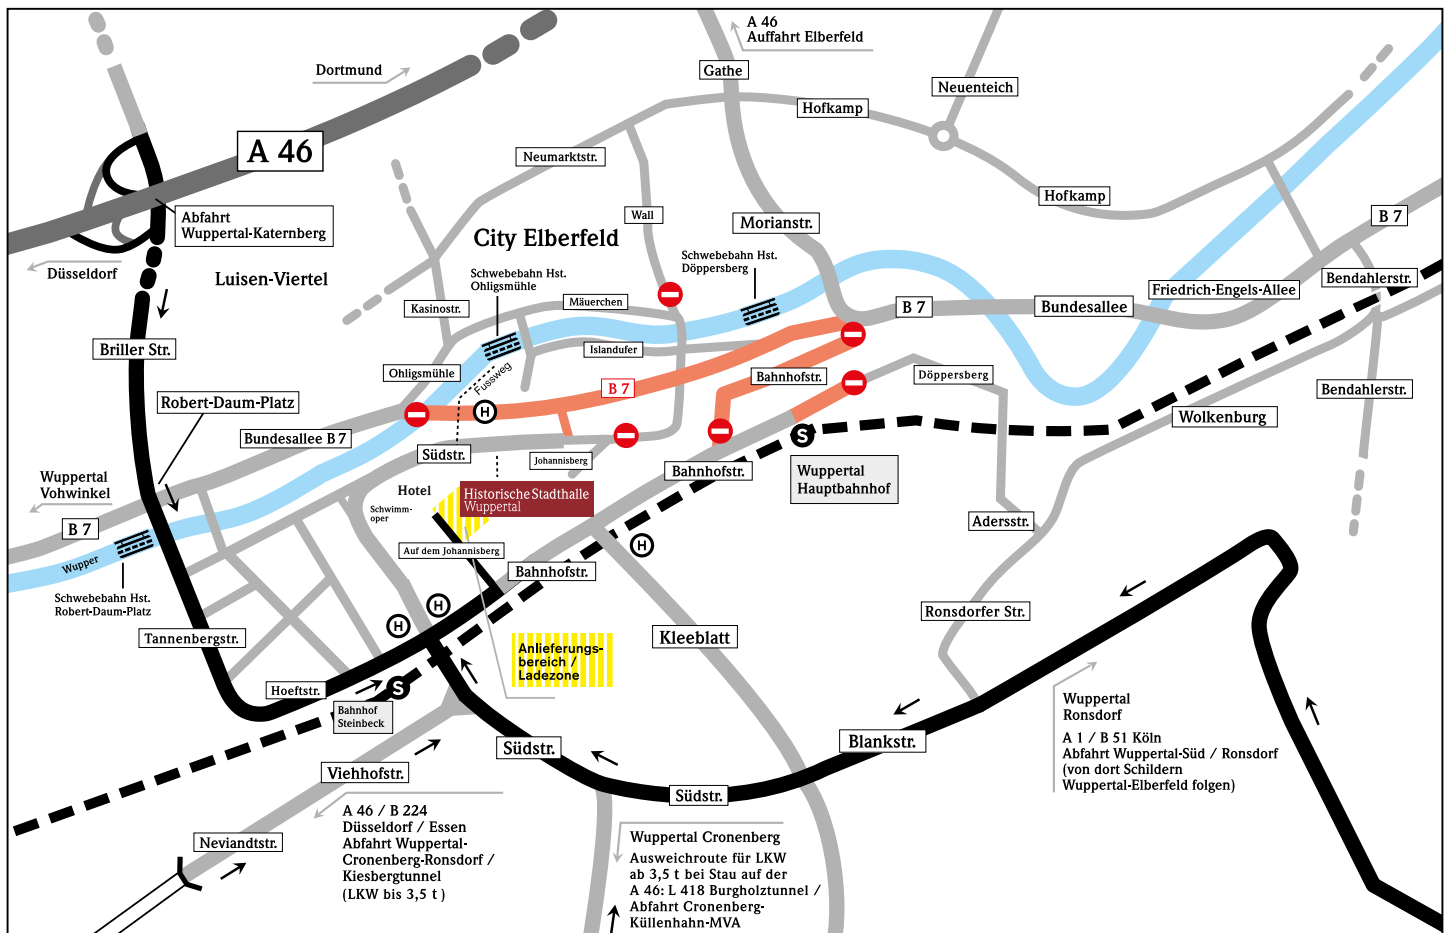 A 46
Auffahrt Elberfeld
Dortmund
Gathe
Neuenteich
Hofkamp
A 46
Neumarktstr.
Hofkamp
Abfahrt
Wuppertal-Katernberg
Wall
Morianstr.
B 7
City Elberfeld
Schwebebahn Hst.
Döppersberg
Düsseldorf
Luisen-Viertel
Schwebebahn Hst.
Ohligsmühle
Bendahlerstr.
Friedrich-Engels-Allee
Kasinostr.
Mäuerchen
B 7
Bundesallee
Briller Str.
Islandufer
Ohligsmühle
Fussweg
B 7
Bahnhofstr.
Döppersberg
Bendahlerstr.
Robert-Daum-Platz
H
Wolkenburg
Bundesallee B 7
Südstr.
Johannisberg
S
Bahnhofstr.
Wuppertal
Hauptbahnhof
Wuppertal
Vohwinkel
Hotel
Schwimm-
oper
Historische Stadthalle
Wuppertal
B 7
Adersstr.
Auf dem Johannisberg
H
Wupper
Bahnhofstr.
Schwebebahn Hst.
Robert-Daum-Platz
H
H
Ronsdorfer Str.
Tannenbergstr.
Kleeblatt
Anlieferungs-
bereich /
Ladezone
Hoeftstr.
S
Bahnhof
Steinbeck
Wuppertal
Ronsdorf
A 1 / B 51 Köln
Abfahrt Wuppertal-Süd / Ronsdorf
(von dort Schildern
Wuppertal-Elberfeld folgen)
Südstr.
Blankstr.
Viehhofstr.
Südstr.
A 46 / B 224
Düsseldorf / Essen
Abfahrt Wuppertal-
Cronenberg-Ronsdorf /
Kiesbergtunnel
(LKW bis 3,5 t )
Neviandtstr.
Wuppertal Cronenberg
Ausweichroute für LKW
ab 3,5 t bei Stau auf der
A 46: L 418 Burgholztunnel /
Abfahrt Cronenberg-
Küllenhahn-MVA